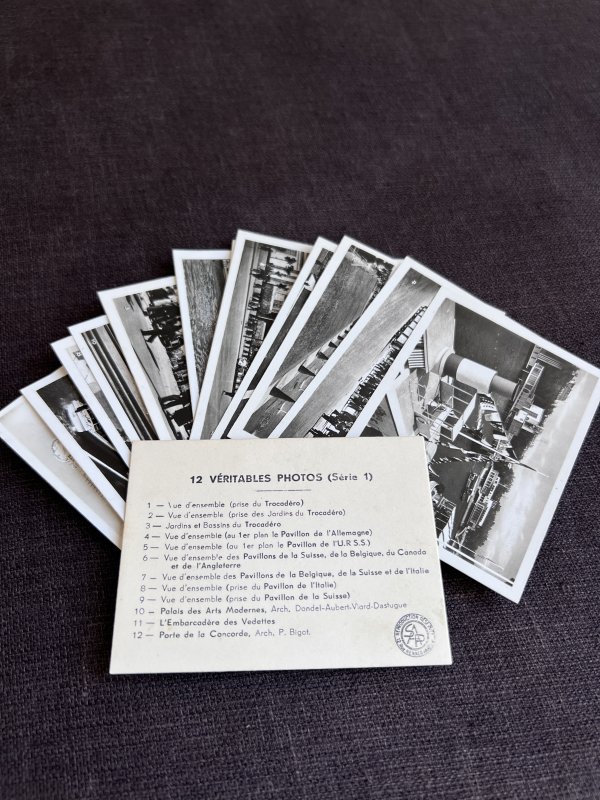 12 VÉRITABLES PHOTOS (Série 1)
1 — Vue d'ensemble (prise du Trocadéro)
2 — Vue d'ensemble (prise des Jardins du Trocadéro)
3 — Jardins et Bassins du Trocadéro
4 — Vue d'ensemble (au 1er plan le Pavillon de l'Allemagne)
5 — Vue d'ensemble (au 1er plan le Pavillon de l'U.R.S.S.)
6 — Vue d'ensemble des Pavillons de la Suisse, de la Belgique, du Canada
et de l'Angleterre
7 — Vue d'ensemble des Pavillons de la Belgique, de la Suisse et de l'Italie
8 — Vue d'ensemble (prise du Pavillon de l'Italie)
9 — Vue d'ensemble (prise du Pavillon de la Suisse)
10 — Palais des Arts Modernes, Arch. Dondel-Aubert-Viard-Dastugue
11 — L'Embarcadère des Vedettes
12 — Porte de la Concorde, Arch. P. Bigot.